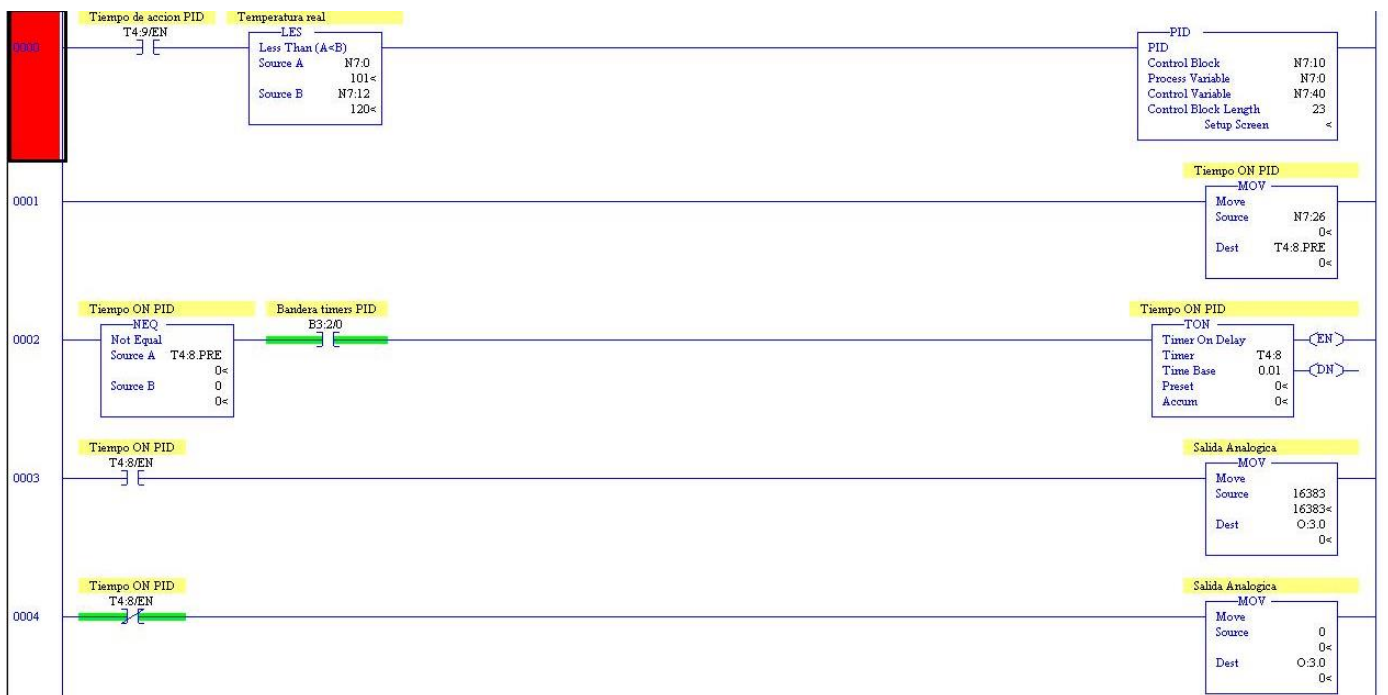 Tiempo de accion PID
T4:9/EN
Temperatura real
LES
Less Than (A<B)
Source A N7:0
101<
Source B N7:12
120<
PID
PID
Control Block N7:10
Process Variable N7:0
Control Variable N7:40
Control Block Length 23
Setup Screen <
0000
Tiempo ON PID
MOV
Move
Source N7:26
0<
Dest T4:8.PRE
0<
0001
Tiempo ON PID
NEQ
Not Equal
Source A T4:8.PRE
0<
Source B 0
0<
Bandera timers PID
B3:2/0
Tiempo ON PID
TON
Timer On Delay
Timer T4:8
Time Base 0.01
Preset 0<
Accum 0<
EN
DN
0002
Tiempo ON PID
T4:8/EN
Salida Analogica
MOV
Move
Source 16383
16383<
Dest O:3.0
0<
0003
Tiempo ON PID
T4:8/EN
Salida Analogica
MOV
Move
Source 0
0<
Dest O:3.0
0<
0004